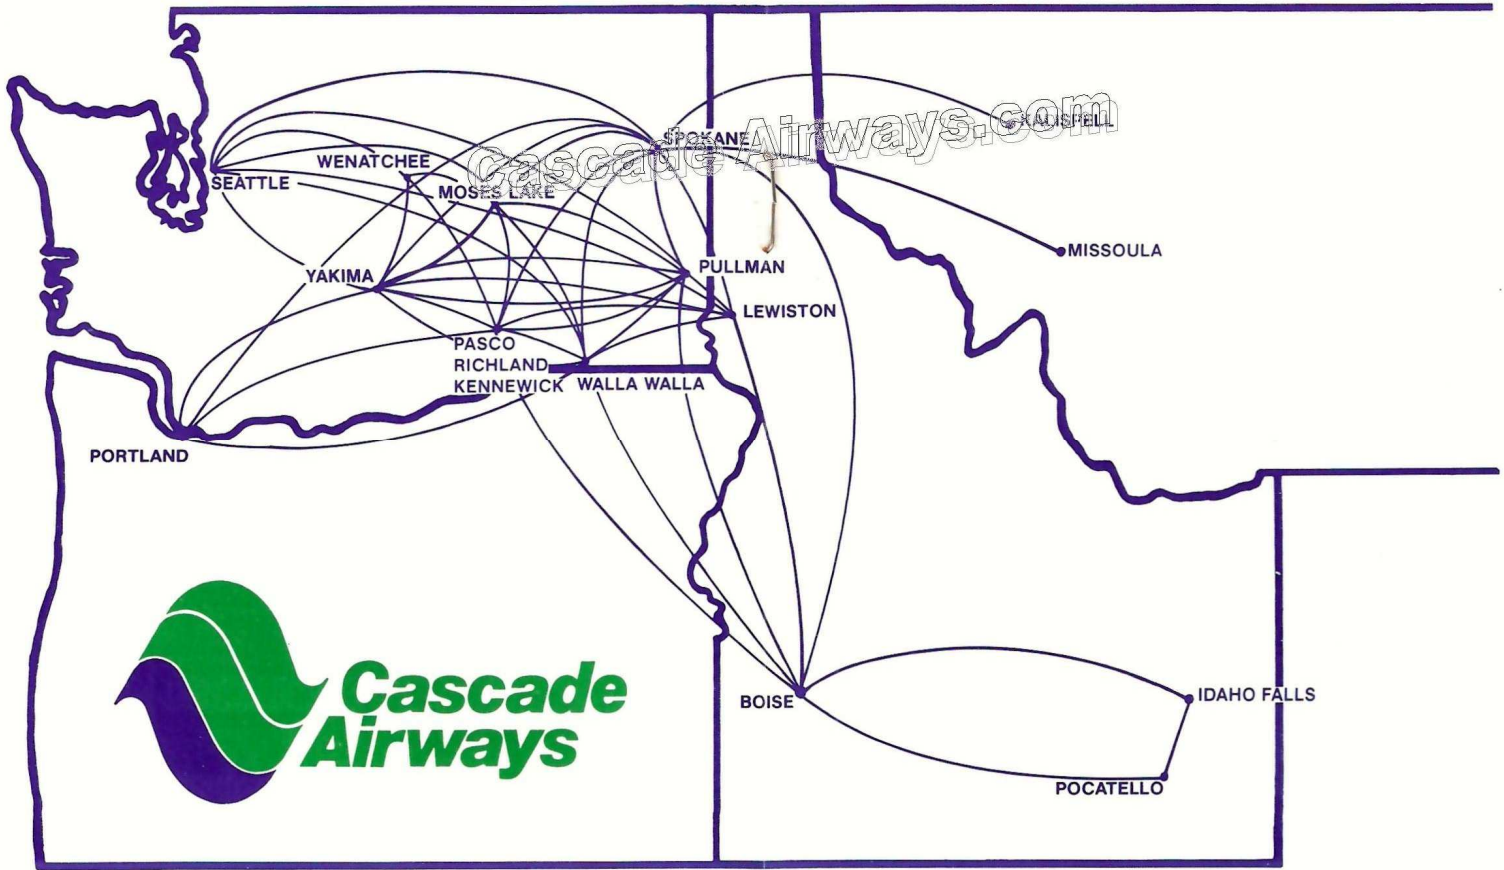 Cascade Airways.com
SPOKANE
KALISPELL
WENATCHEE
SEATTLE
MOSES LAKE
MISSOULA
YAKIMA
PULLMAN
LEWISTON
PASCO
RICHLAND
KENNEWICK
WALLA WALLA
PORTLAND
BOISE
IDAHO FALLS
POCATELLO
Cascade
Airways